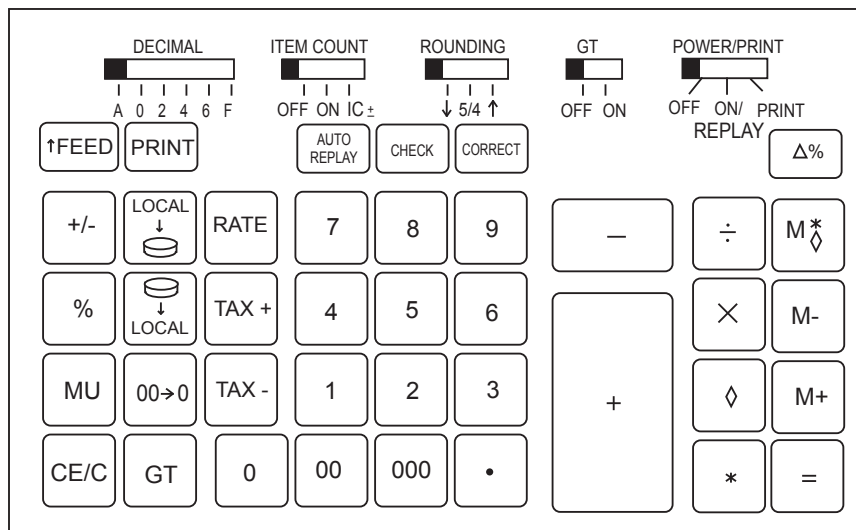 DECIMAL ITEM COUNT ROUNDING GT POWER/PRINT
A 0 2 4 6 F OFF ON IC ± ↓ 5/4 ↑ OFF ON OFF ON/ PRINT
REPLAY
↑FEED PRINT AUTO REPLAY CHECK CORRECT Δ%
+/- LOCAL ↓ RATE 7 8 9 – ÷ M*◊
% ↓ LOCAL TAX + 4 5 6 × M-
MU 00→0 TAX - 1 2 3 + ◊ M+
CE/C GT 0 00 000 • * =